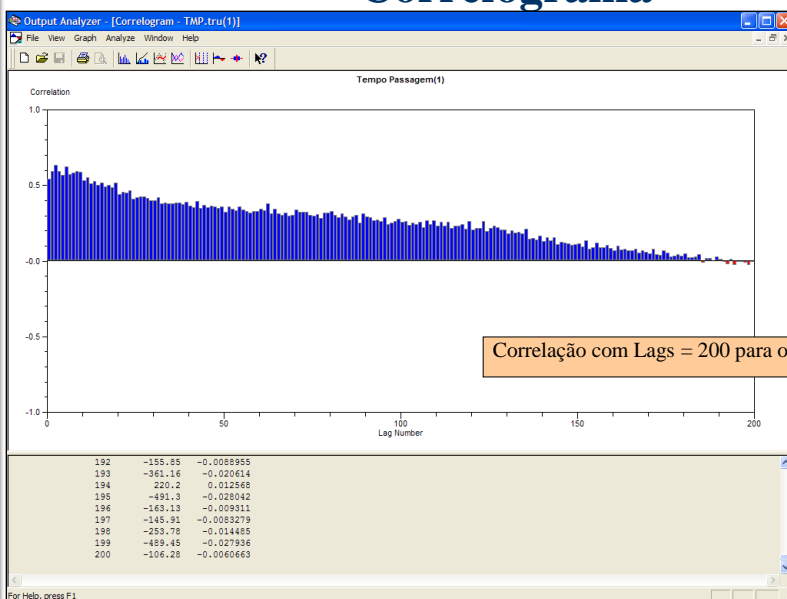 Correlograma
Output Analyzer - [Correlogram - TMP.tru(1)]
File View Graph Analyze Window Help
Tempo Passagem(1)
Correlation
1.0
0.5
-0.0
-0.5
-1.0
0 50 100 150 200
Lag Number
Correlação com Lags = 200 para o
192 -155.85 -0.0088955
193 -361.16 -0.020614
194 220.2 0.012568
195 -491.3 -0.028042
196 -163.13 -0.009311
197 -145.91 -0.0083279
198 -253.78 -0.014485
199 -489.45 -0.027936
200 -106.28 -0.0060663
For Help, press F1